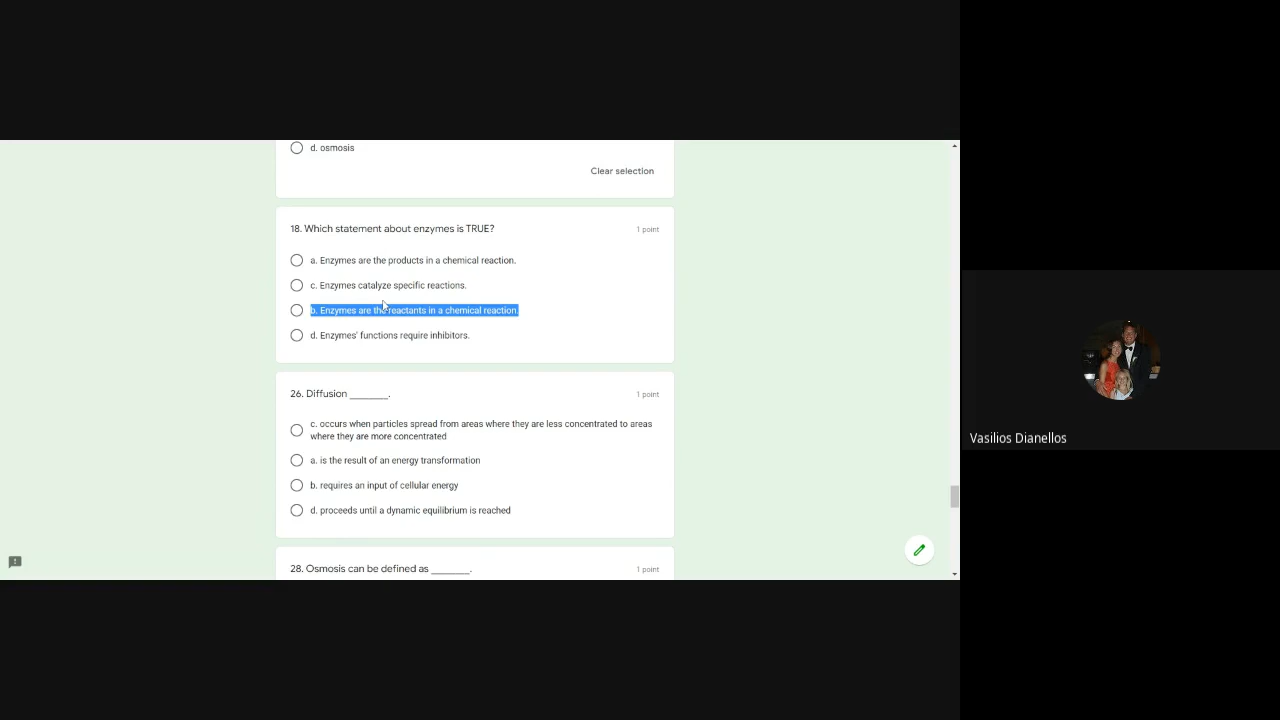 d. osmosis
Clear selection
18. Which statement about enzymes is TRUE?
1 point
a. Enzymes are the products in a chemical reaction.
c. Enzymes catalyze specific reactions.
b. Enzymes are the reactants in a chemical reaction.
d. Enzymes' functions require inhibitors.
26. Diffusion ________.
1 point
c. occurs when particles spread from areas where they are less concentrated to areas
where they are more concentrated
a. is the result of an energy transformation
b. requires an input of cellular energy
d. proceeds until a dynamic equilibrium is reached
28. Osmosis can be defined as ________.
1 point
Vasilios Dianellos